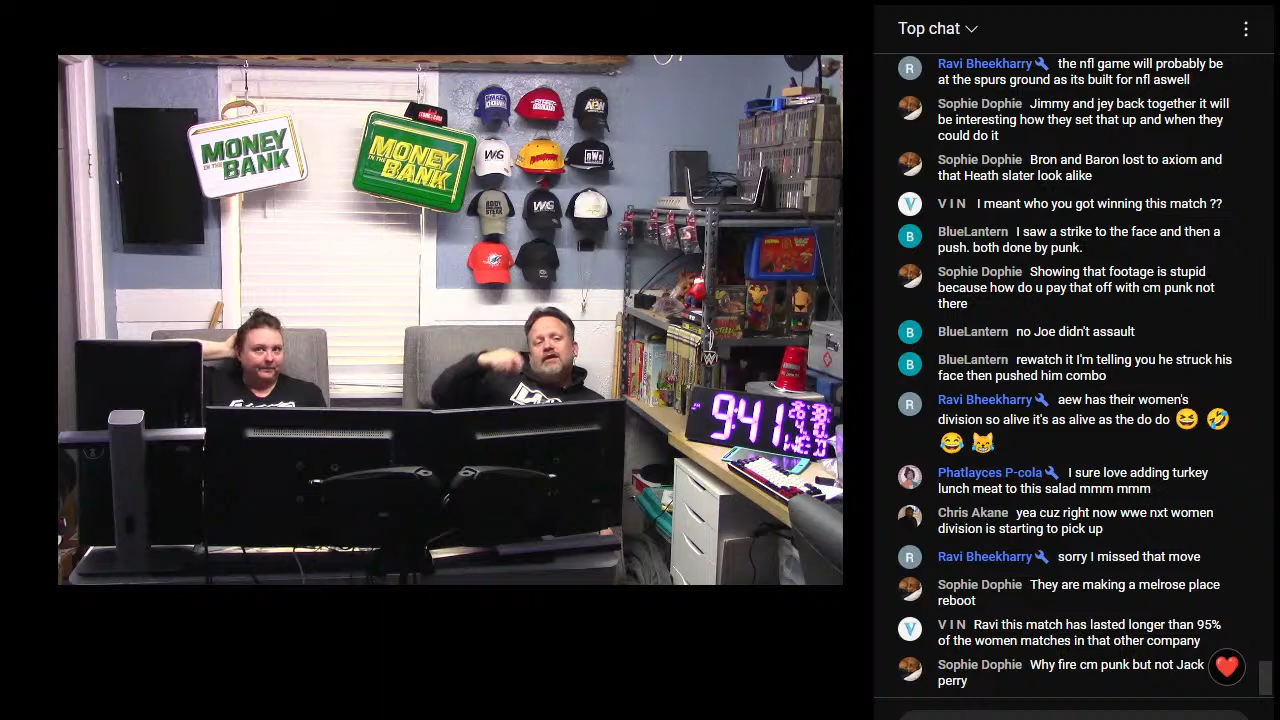 Top chat
Ravi Bheekharry the nfl game will probably be
at the spurs ground as its built for nfl aswell
Sophie Dophie Jimmy and jey back together it will
be interesting how they set that up and when they
could do it
Sophie Dophie Bron and Baron lost to axiom and
that Heath slater look alike
V I N I meant who you got winning this match ??
BlueLantern I saw a strike to the face and then a
push. both done by punk.
Sophie Dophie Showing that footage is stupid
because how do u pay that off with cm punk not
there
BlueLantern no Joe didn't assault
BlueLantern rewatch it I'm telling you he struck his
face then pushed him combo
Ravi Bheekharry aew has their women's
division so alive it's as alive as the do do 😆 🤣
😂 😹
Phatlayces P-cola I sure love adding turkey
lunch meat to this salad mmm mmm
Chris Akane yea cuz right now wwe nxt women
division is starting to pick up
Ravi Bheekharry sorry I missed that move
Sophie Dophie They are making a melrose place
reboot
V I N Ravi this match has lasted longer than 95%
of the women matches in that other company
Sophie Dophie Why fire cm punk but not Jack
perry
R
R
R
R
V
V
B
B
B
MONEY
IN THE
BANK
MONEY
IN THE
BANK
nWo
9:41